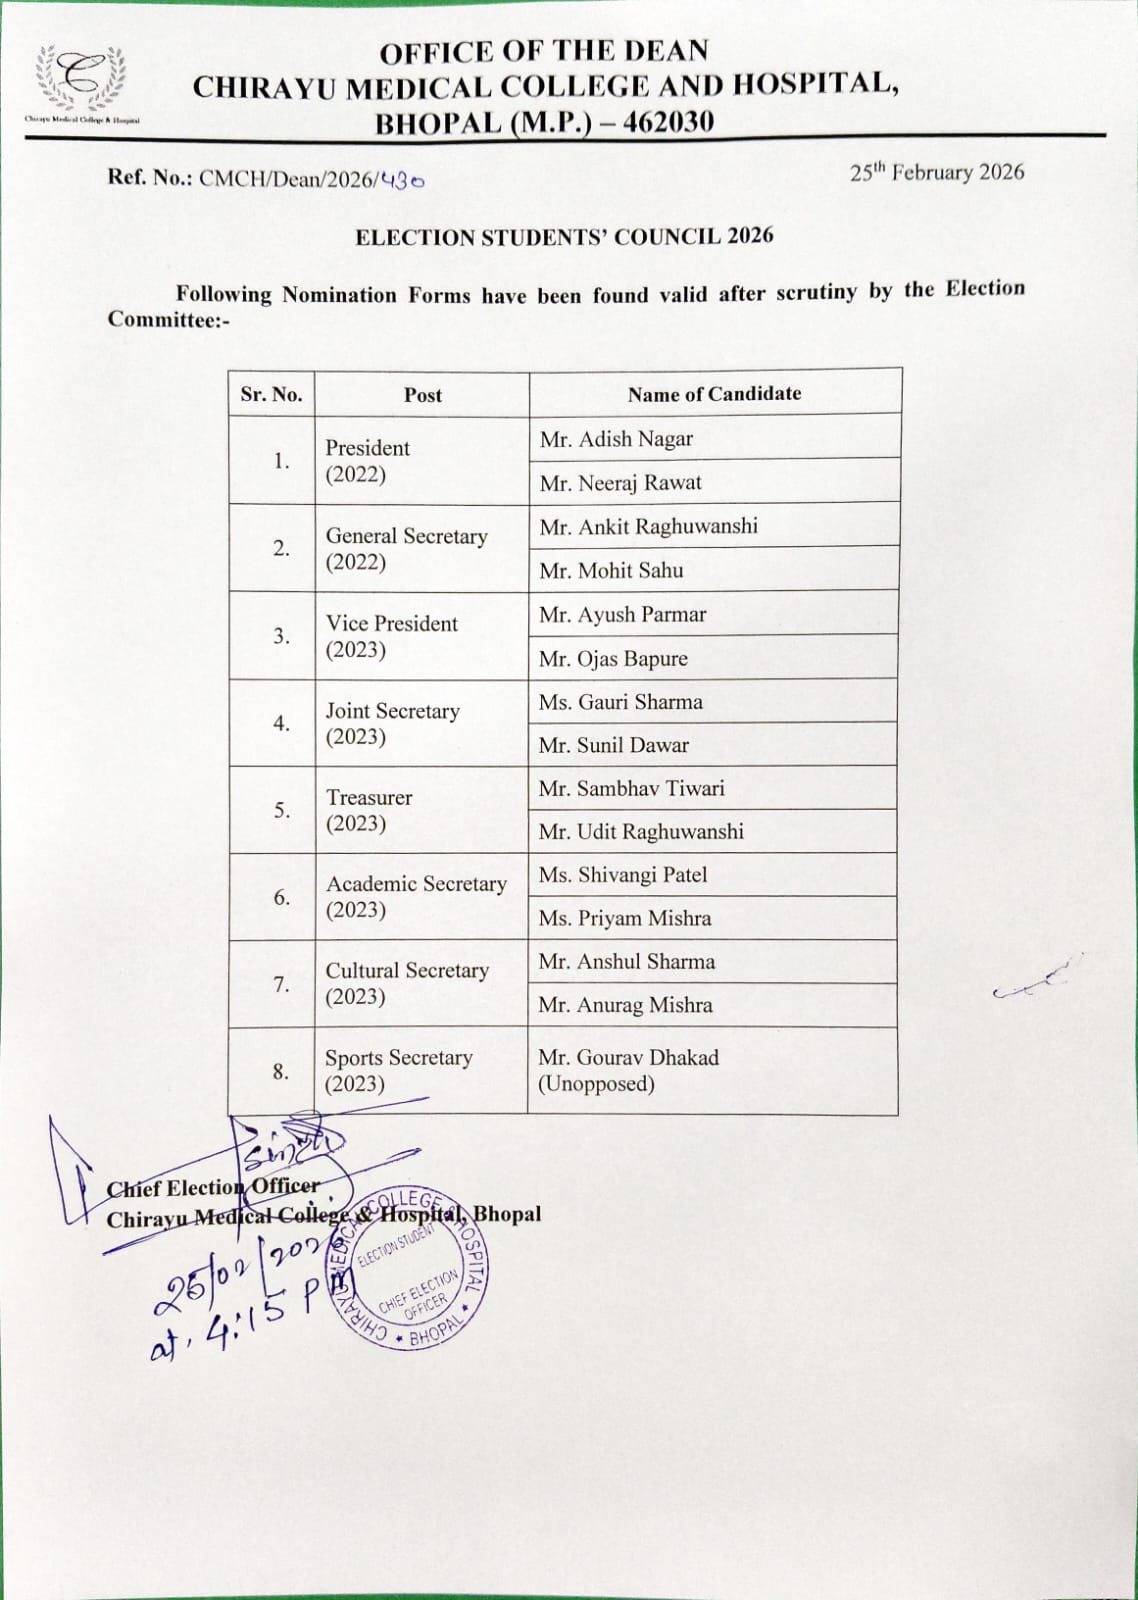 Chirayu Medical College & Hospital
OFFICE OF THE DEAN
CHIRAYU MEDICAL COLLEGE AND HOSPITAL,
BHOPAL (M.P.) – 462030
Ref. No.: CMCH/Dean/2026/430
25th February 2026
ELECTION STUDENTS’ COUNCIL 2026
Following Nomination Forms have been found valid after scrutiny by the Election
Committee:-
Sr. No. Post Name of Candidate
1. President (2022)
Mr. Adish Nagar
Mr. Neeraj Rawat
2. General Secretary (2022)
Mr. Ankit Raghuwanshi
Mr. Mohit Sahu
3. Vice President (2023)
Mr. Ayush Parmar
Mr. Ojas Bapure
4. Joint Secretary (2023)
Ms. Gauri Sharma
Mr. Sunil Dawar
5. Treasurer (2023)
Mr. Sambhav Tiwari
Mr. Udit Raghuwanshi
6. Academic Secretary (2023)
Ms. Shivangi Patel
Ms. Priyam Mishra
7. Cultural Secretary (2023)
Mr. Anshul Sharma
Mr. Anurag Mishra
8. Sports Secretary (2023)
Mr. Gourav Dhakad
(Unopposed)
Chief Election Officer
Chirayu Medical College & Hospital, Bhopal
25/02/2026
at. 4:15 PM
CHIRAYU MEDICAL COLLEGE & HOSPITAL
ELECTION STUDENT
CHIEF ELECTION
OFFICER
★ BHOPAL ★